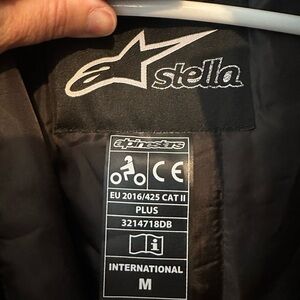 stella
alpinestars
CE
EU 2016/425 CAT II
PLUS
3214718DB
i
INTERNATIONAL
M